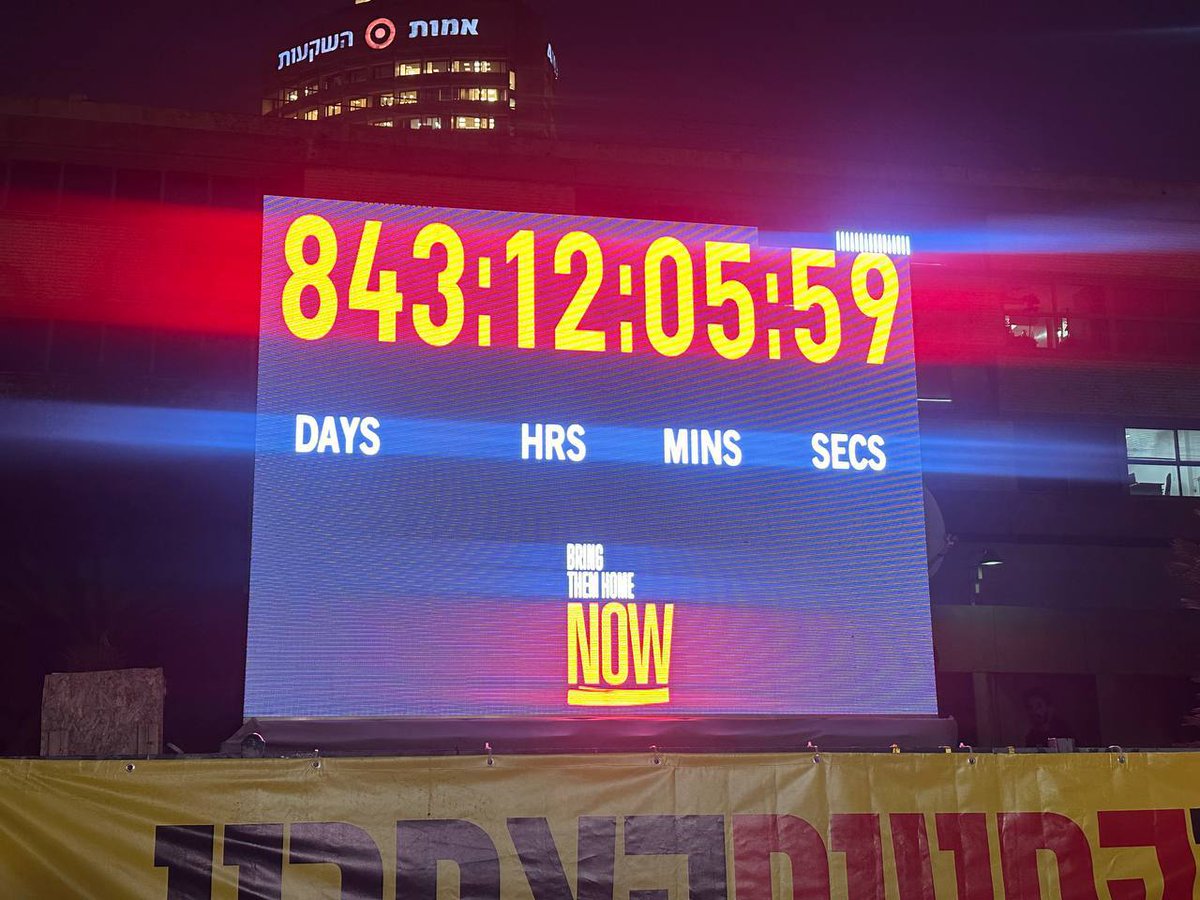 אמות השקעות
843:12:05:59
DAYS HRS MINS SECS
BRING
THEM HOME
NOW